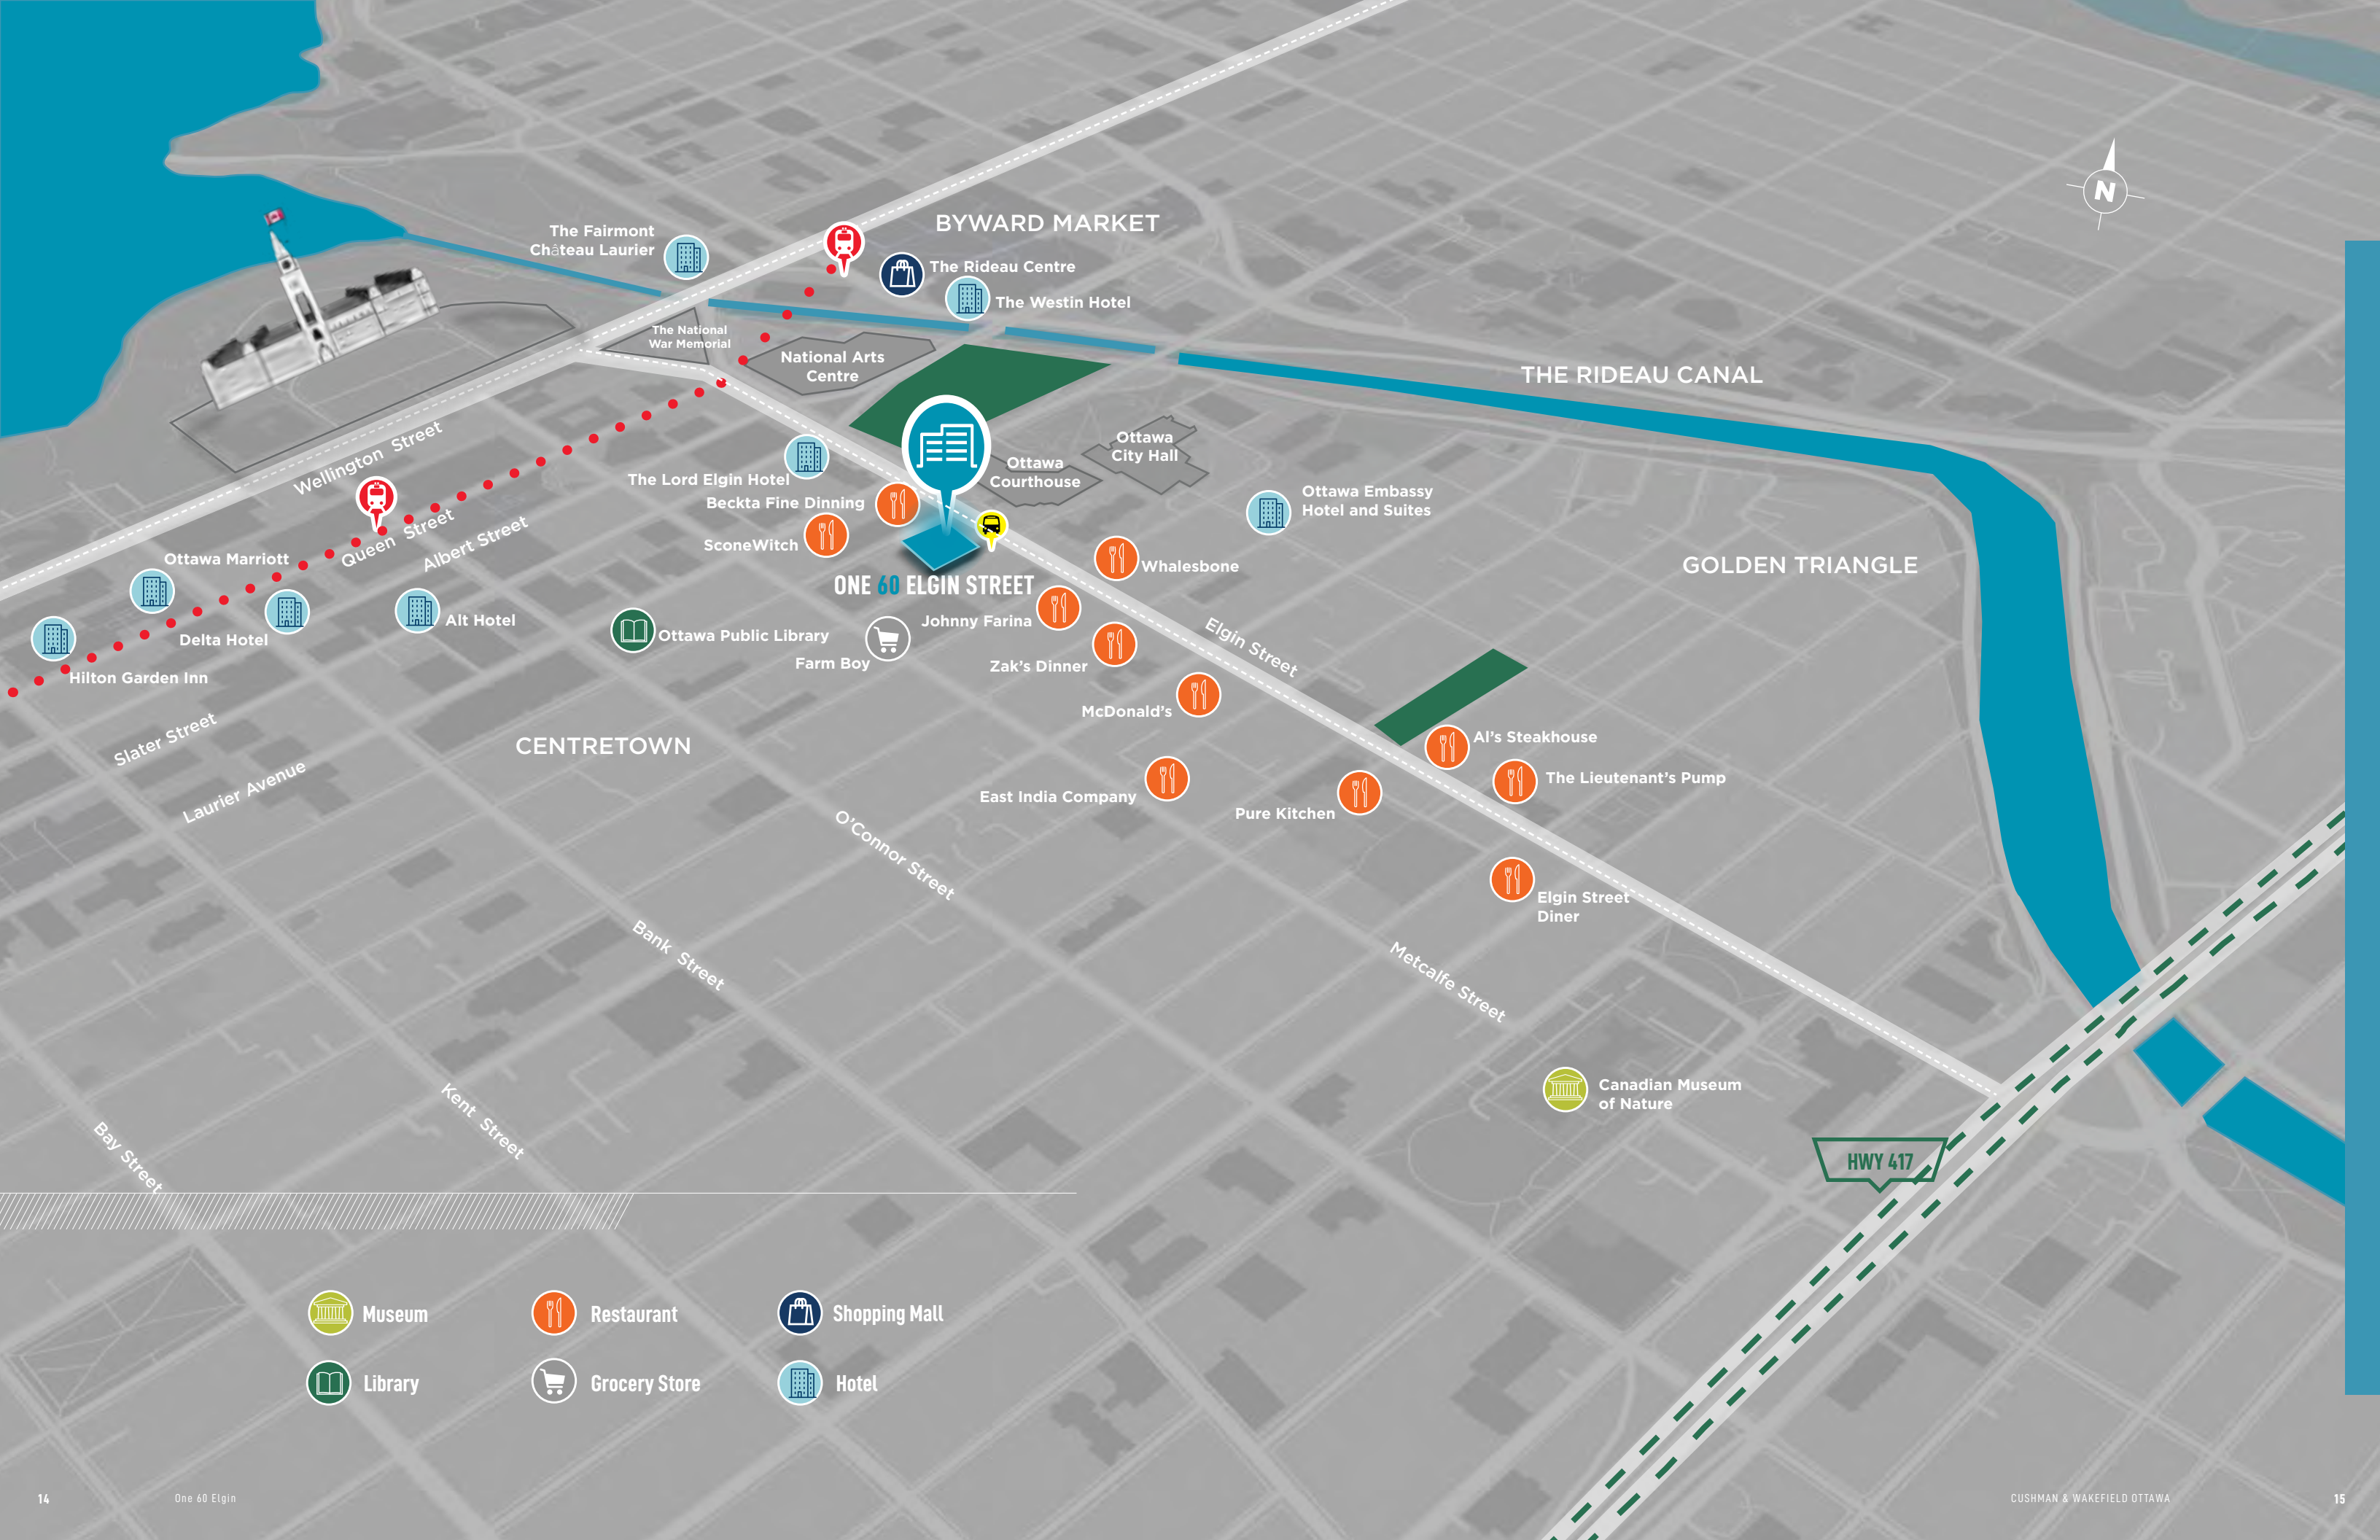 BYWARD MARKET
The Fairmont
Château Laurier
The Rideau Centre
The Westin Hotel
N
The National
War Memorial
National Arts
Centre
THE RIDEAU CANAL
Wellington Street
Ottawa
City Hall
Ottawa
Courthouse
The Lord Elgin Hotel
Beckta Fine Dinning
SconeWitch
Ottawa Embassy
Hotel and Suites
Queen Street
Albert Street
Ottawa Marriott
Whalesbone
GOLDEN TRIANGLE
ONE 60 ELGIN STREET
Delta Hotel
Alt Hotel
Ottawa Public Library
Farm Boy
Johnny Farina
Elgin Street
Hilton Garden Inn
Zak's Dinner
McDonald's
Slater Street
CENTRETOWN
Al's Steakhouse
The Lieutenant's Pump
Laurier Avenue
East India Company
Pure Kitchen
O'Connor Street
Elgin Street
Diner
Bank Street
Metcalfe Street
Canadian Museum
of Nature
Kent Street
Bay Street
HWY 417
Museum
Restaurant
Shopping Mall
Library
Grocery Store
Hotel
14
One 60 Elgin
CUSHMAN & WAKEFIELD OTTAWA
15